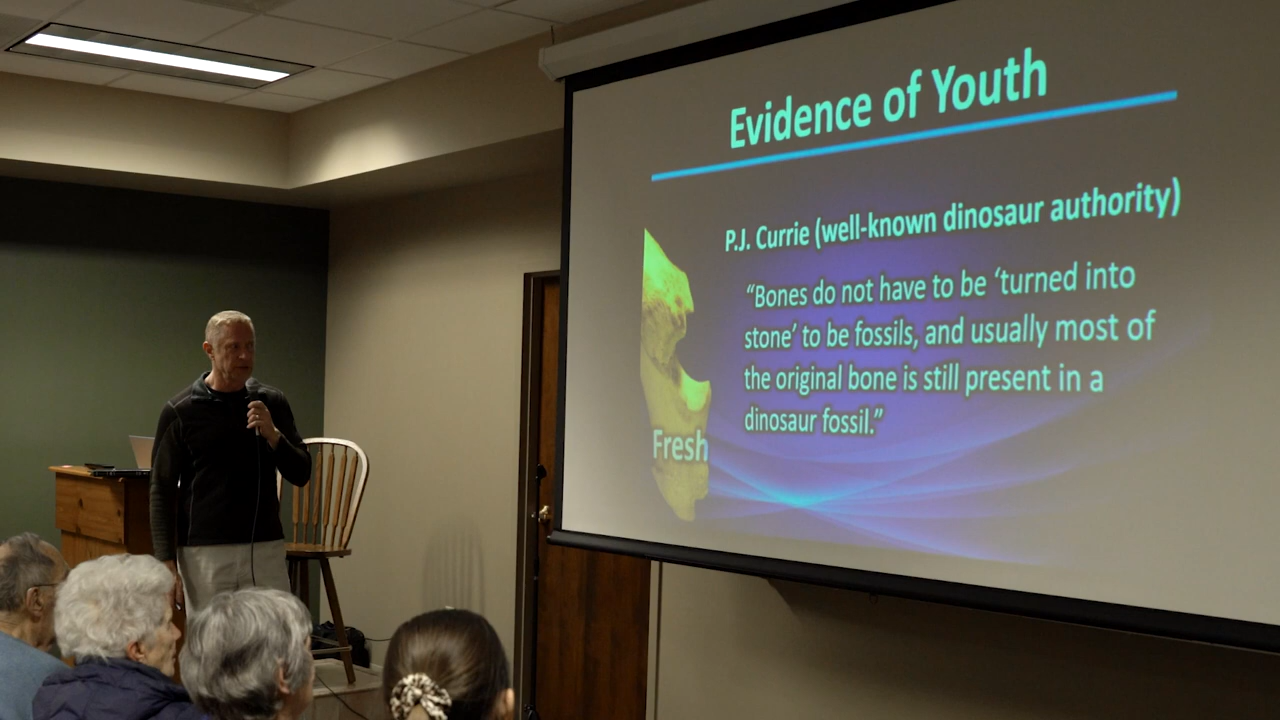 Evidence of Youth
P.J. Currie (well-known dinosaur authority)
“Bones do not have to be ‘turned into
stone’ to be fossils, and usually most of
the original bone is still present in a
dinosaur fossil.”
Fresh